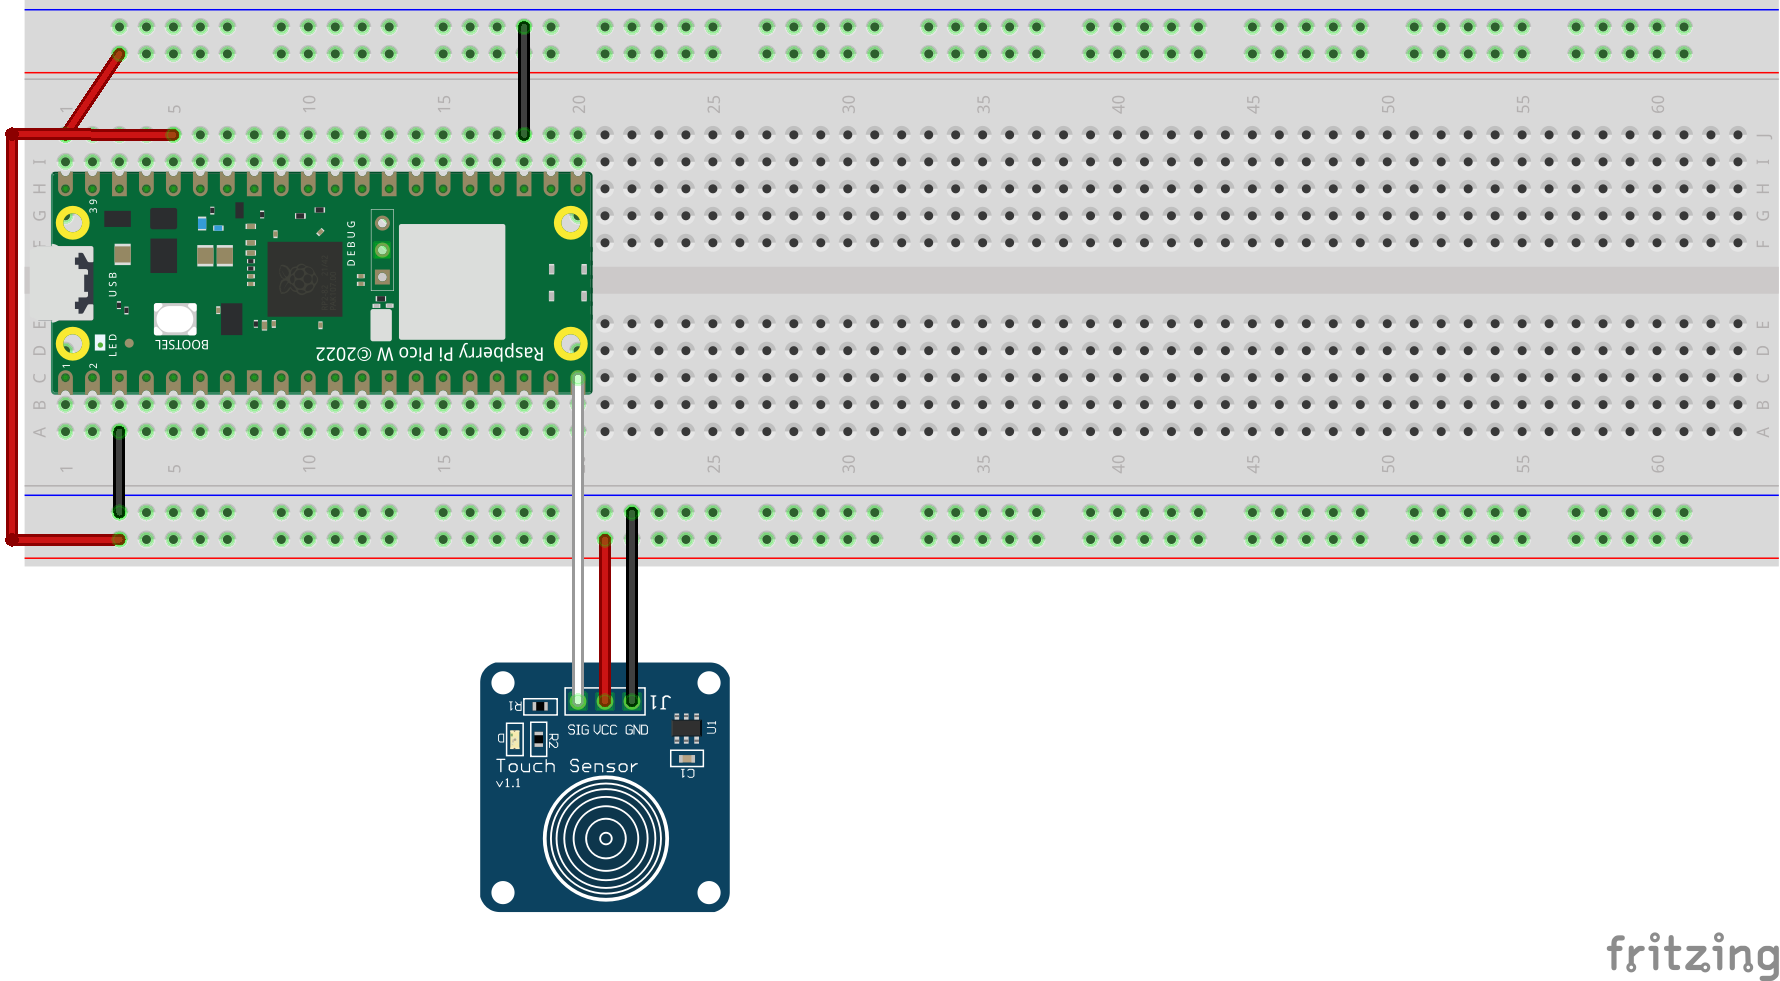 1 5 10 15 20 25 30 35 40 45 50 55 60
J
I I
H H
G G
F F
39
DEBUG
USB
LED
BOOTSEL
Raspberry Pi Pico W ©2022
1 2
E E
D D
C C
B B
A A
1 5 10 15 25 30 35 40 45 50 55 60
R1
J1
SIG VCC GND
U1
D
R2
C1
Touch Sensor
v1.1
fritzing